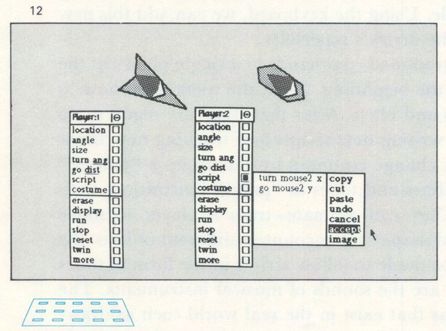 12
Player:1
location
angle
size
turn ang
go dist
script
costume
erase
display
run
stop
reset
twin
more
Player:2
location
angle
size
turn ang
go dist
script
costume
erase
display
run
stop
reset
twin
more
turn mouse2 x
go mouse2 y
copy
cut
paste
undo
cancel
accept
image